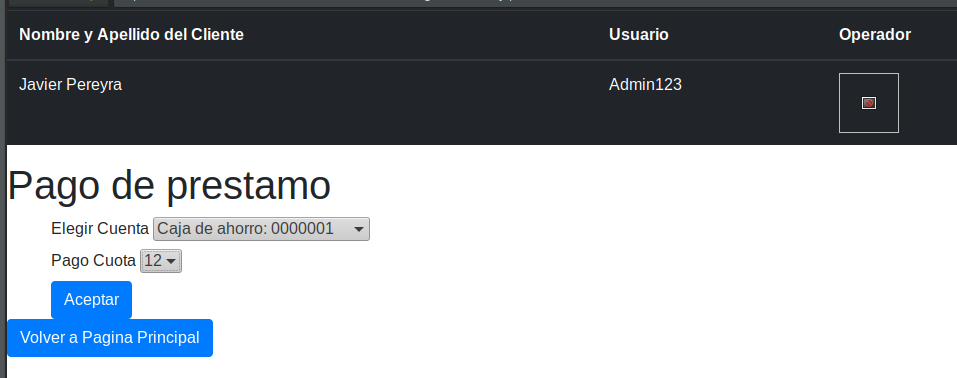 Nombre y Apellido del Cliente Usuario Operador
Javier Pereyra Admin123
Pago de prestamo
Elegir Cuenta Caja de ahorro: 0000001
Pago Cuota 12
Aceptar
Volver a Pagina Principal